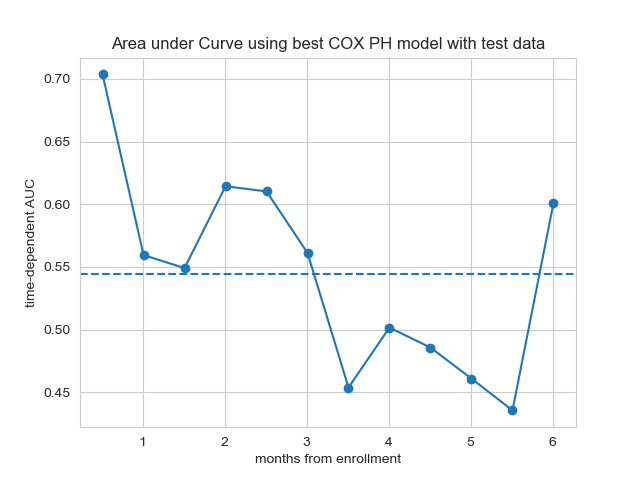 Area under Curve using best COX PH model with test data
time-dependent AUC
0.70
0.65
0.60
0.55
0.50
0.45
1 2 3 4 5 6
months from enrollment